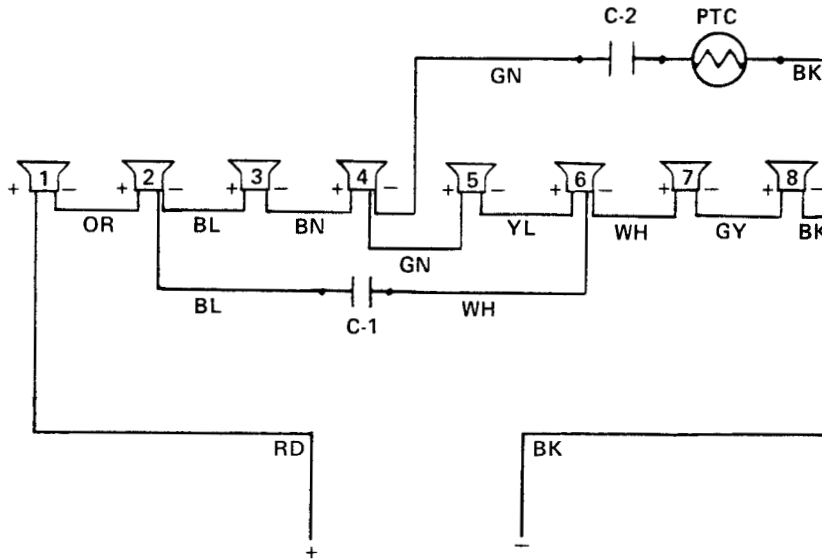 C-2 PTC
GN BK
+ 1 − + 2 − + 3 − + 4 − + 5 − + 6 − + 7 − + 8 −
OR BL BN YL WH GY BK
GN
BL WH
C-1
RD BK
+ −